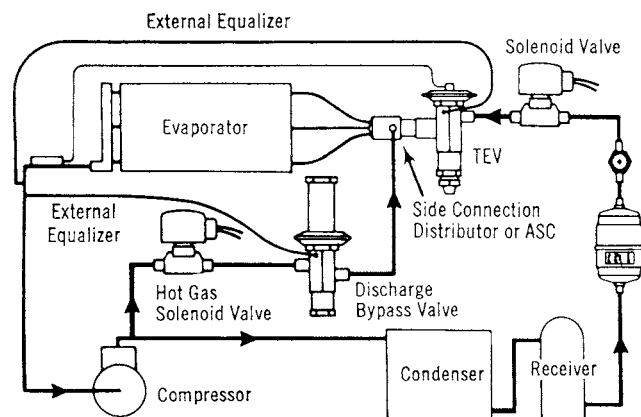 External Equalizer
Solenoid Valve
Evaporator
TEV
Side Connection
Distributor or ASC
External
Equalizer
Hot Gas
Solenoid Valve
Discharge
Bypass Valve
Compressor
Condenser
Receiver